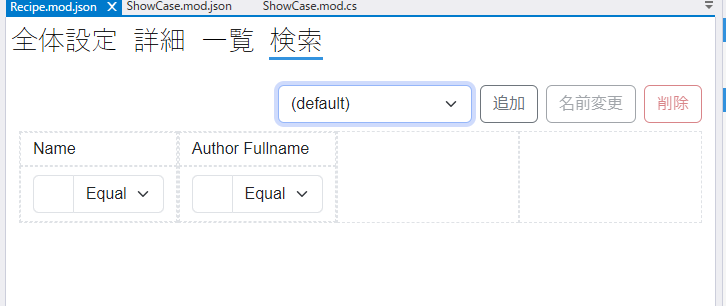 Recipe.mod.json X ShowCase.mod.json ShowCase.mod.cs
全体設定 詳細 一覧 検索
(default) 追加 名前変更 削除
Name Author Fullname
Equal Equal